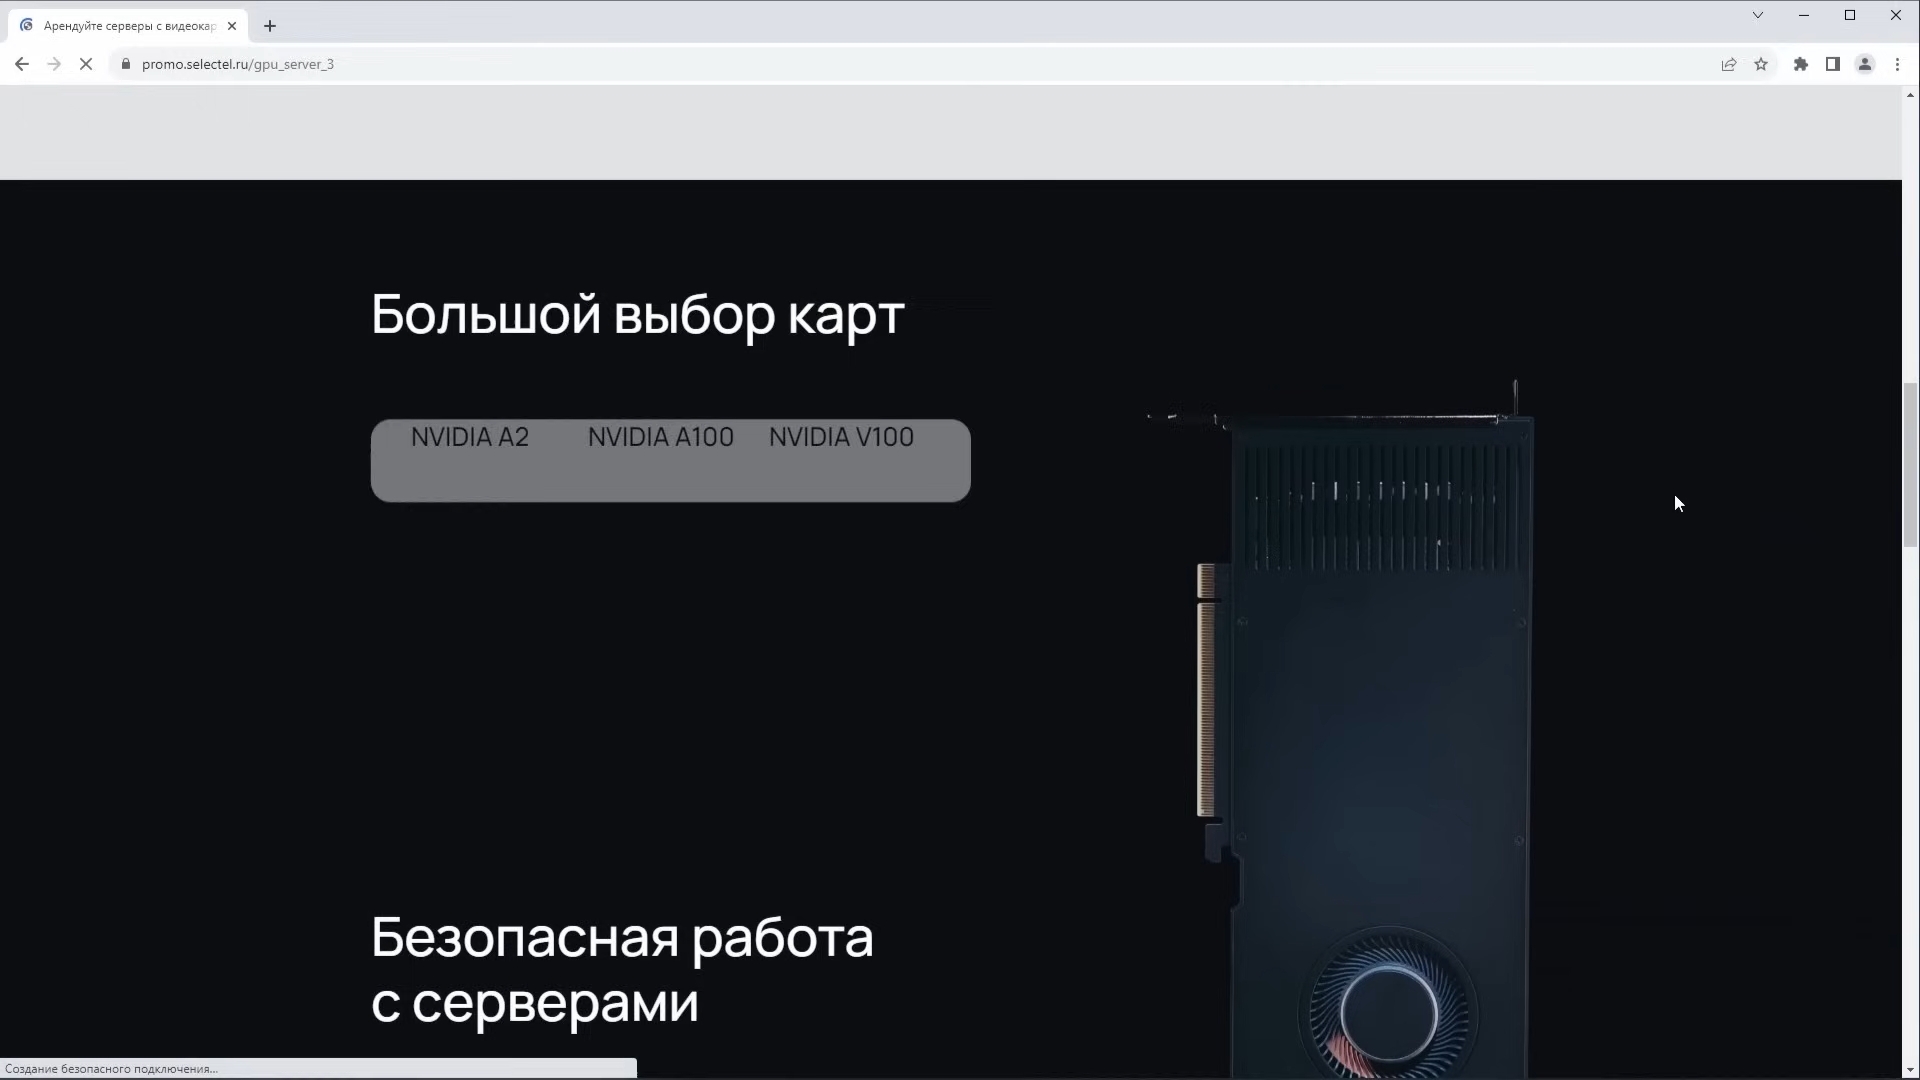 Арендуйте серверы с видеокар
promo.selectel.ru/gpu_server_3
Большой выбор карт
NVIDIA A2 NVIDIA A100 NVIDIA V100
Безопасная работа
с серверами
Создание безопасного подключения...